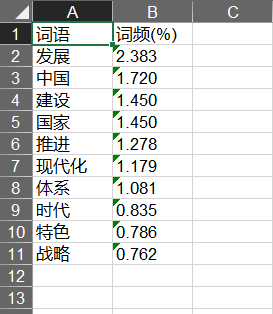 A B C
1 词语 词频(%)
2 发展 2.383
3 中国 1.720
4 建设 1.450
5 国家 1.450
6 推进 1.278
7 现代化 1.179
8 体系 1.081
9 时代 0.835
10 特色 0.786
11 战略 0.762
12
13